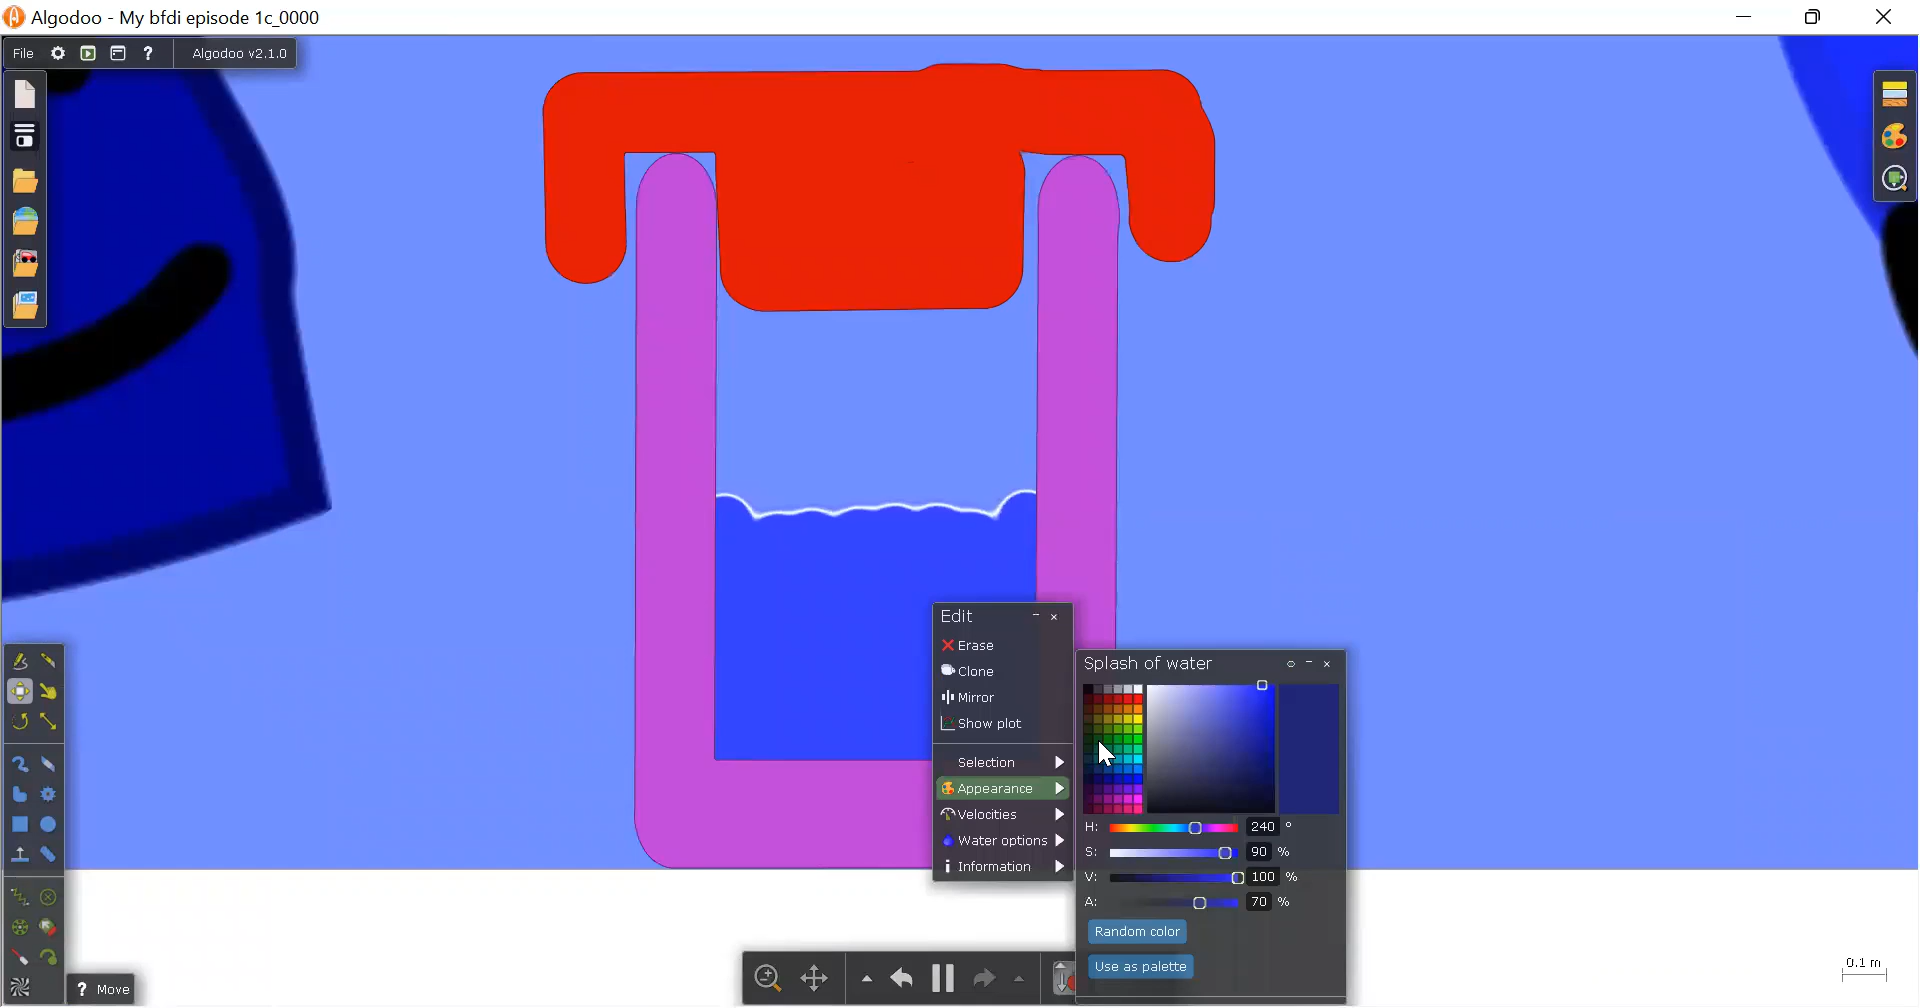 Algodoo - My bfdi episode 1c_0000
File
?
Algodoo v2.1.0
Edit
Erase
Clone
Mirror
Show plot
Selection
Appearance
Velocities
Water options
Information
Splash of water
H: 240 °
S: 90 %
V: 100 %
A: 70 %
Random color
Use as palette
? Move
0.1 m